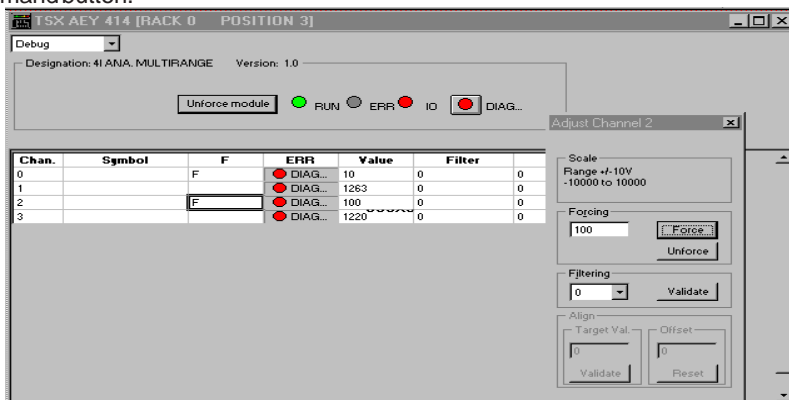 mand button.
TSX AEY 414 [RACK 0 POSITION 3]
Debug
Designation: 4I ANA. MULTIRANGE Version: 1.0
Unforce module RUN ERR IO DIAG...
Adjust Channel 2
Chan. Symbol F ERR Value Filter
0 F DIAG... 10 0 0
1 DIAG... 1263 0 0
2 F DIAG... 100 0 0
3 DIAG... 1220 0 0
Scale
Range +/-10V
-10000 to 10000
Forcing
100 Force
Unforce
Filtering
0 Validate
Align
Target Val. Offset
0 0
Validate Reset